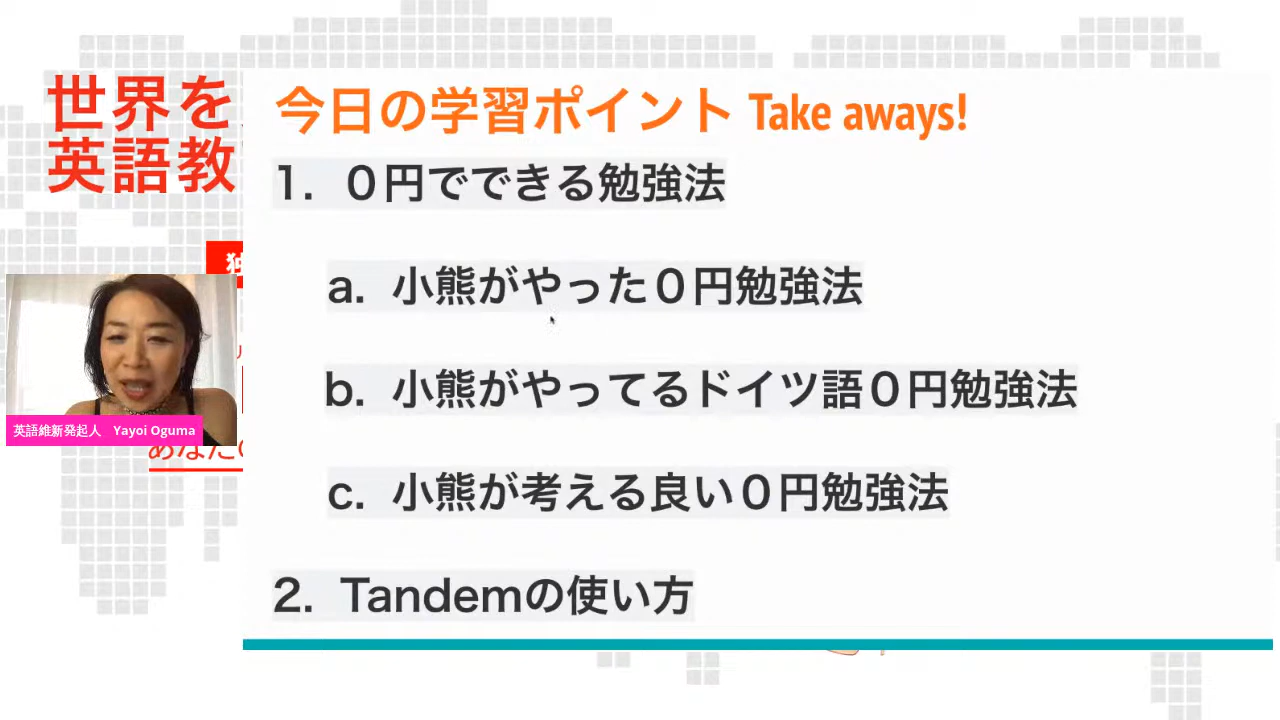 世界を
英語教
今日の学習ポイント Take aways!
1. ０円でできる勉強法
a. 小熊がやった０円勉強法
b. 小熊がやってるドイツ語０円勉強法
c. 小熊が考える良い０円勉強法
2. Tandemの使い方
英語維新発起人 Yayoi Oguma
あなた